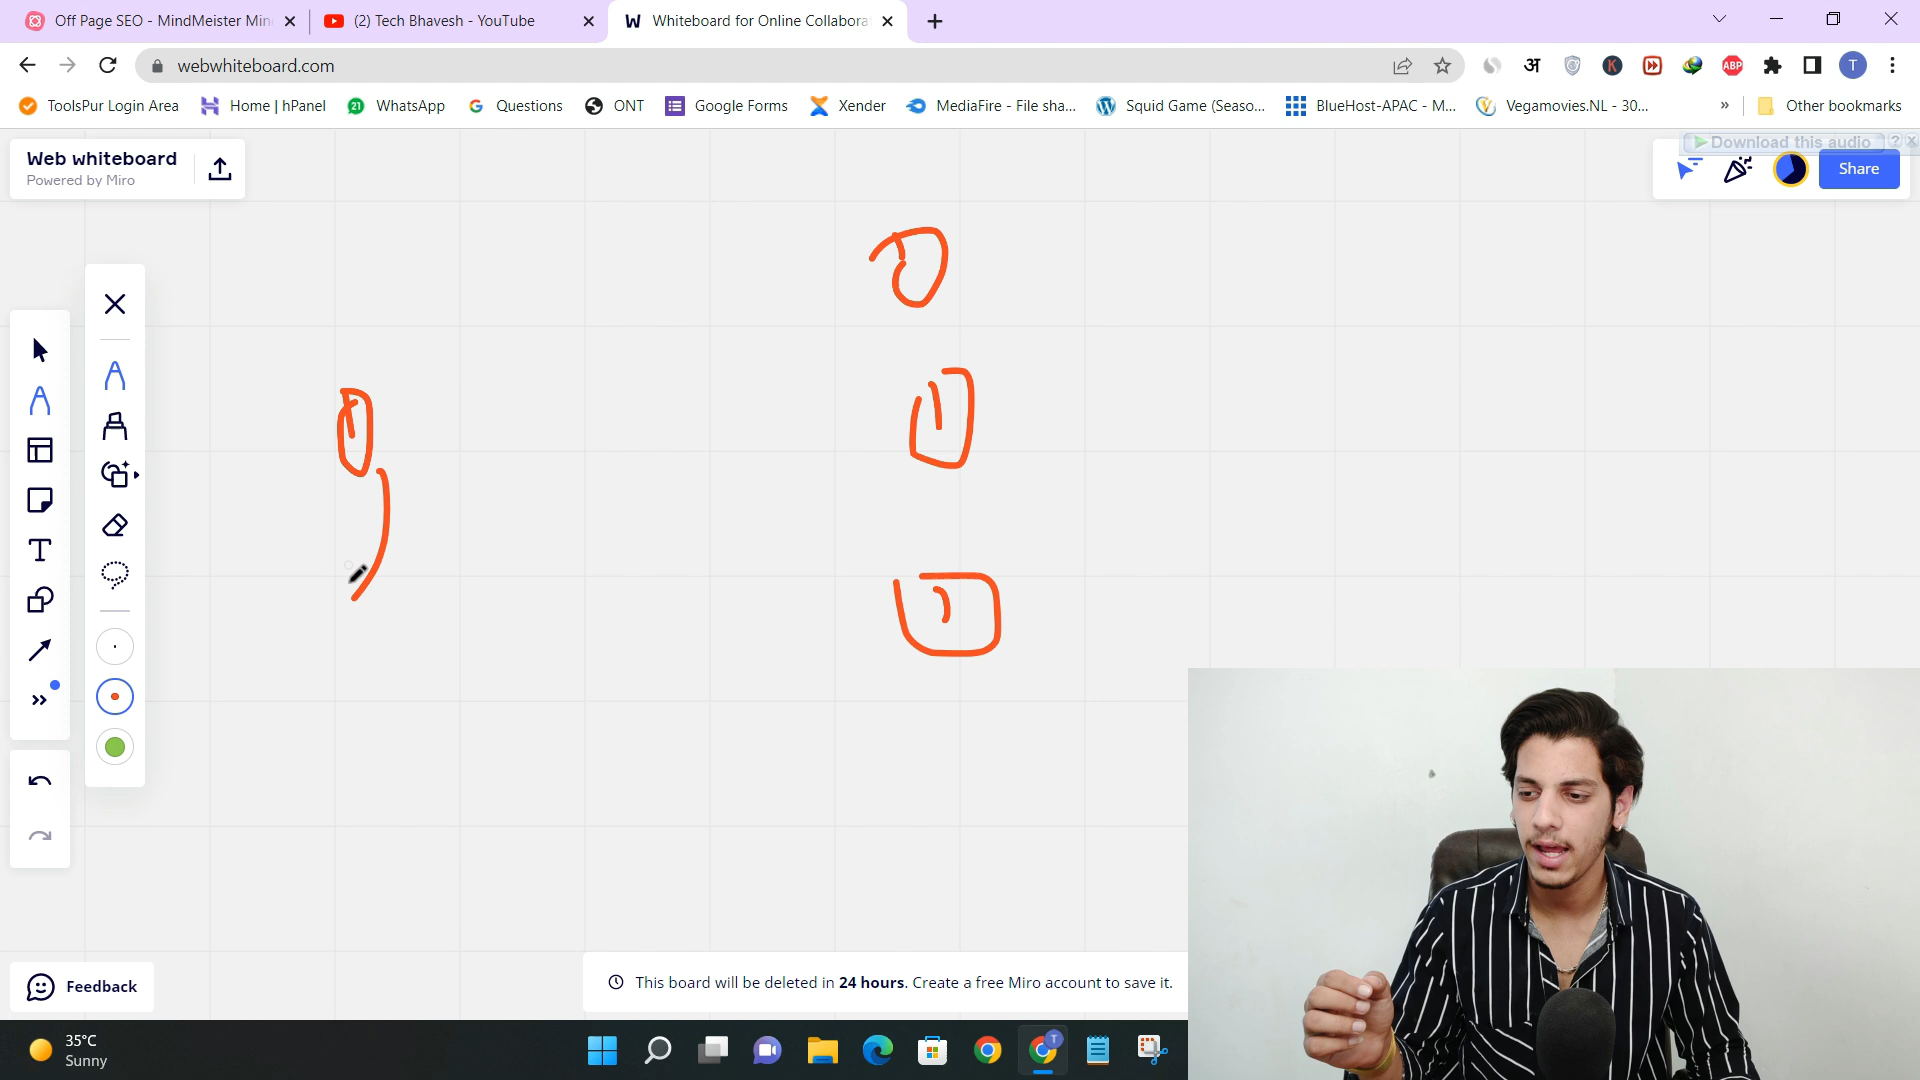 Off Page SEO - MindMeister Min
(2) Tech Bhavesh - YouTube
W Whiteboard for Online Collabora
webwhiteboard.com
अ
K
ABP
T
ToolsPur Login Area
Home | hPanel
21 WhatsApp
G Questions
ONT
Google Forms
Xender
MediaFire - File sha...
Squid Game (Seaso...
BlueHost-APAC - M...
Vegamovies.NL - 30...
»
Other bookmarks
Web whiteboard
Powered by Miro
Download this audio
?
Share
T
Feedback
This board will be deleted in 24 hours. Create a free Miro account to save it.
35°C
Sunny
T